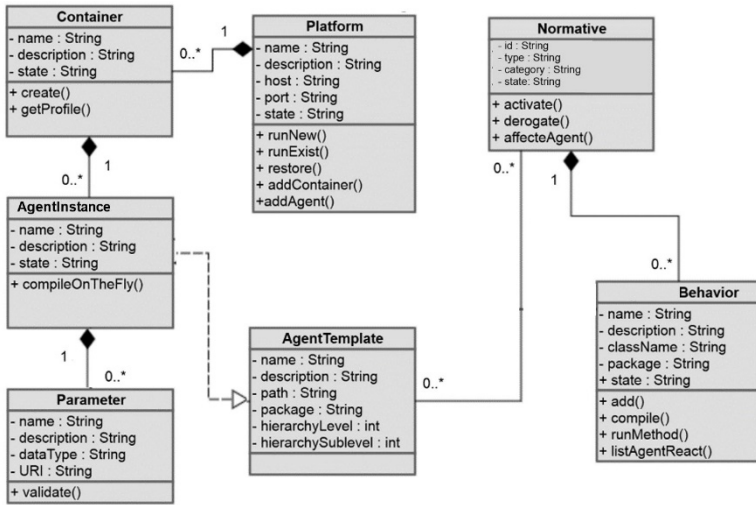 Container
- name : String
- description : String
- state : String
+ create()
+ getProfile()
1
0..*
Platform
- name : String
- description : String
- host : String
- port : String
- state : String
+ runNew()
+ runExist()
+ restore()
+ addContainer()
+addAgent()
Normative
- id : String
- type : String
- category : String
- state: String
+ activate()
+ derogate()
+ affecteAgent()
1
0..*
AgentInstance
- name : String
- description : String
- state : String
+ compileOnTheFly()
1
0..*
Parameter
- name : String
- description : String
- dataType : String
- URI : String
+ validate()
AgentTemplate
- name : String
- description : String
- path : String
- package : String
- hierarchyLevel : int
- hierarchySublevel : int
0..*
0..*
1
0..*
Behavior
- name : String
- description : String
- className : String
- package : String
+ state : String
+ add()
+ compile()
+ runMethod()
+ listAgentReact()